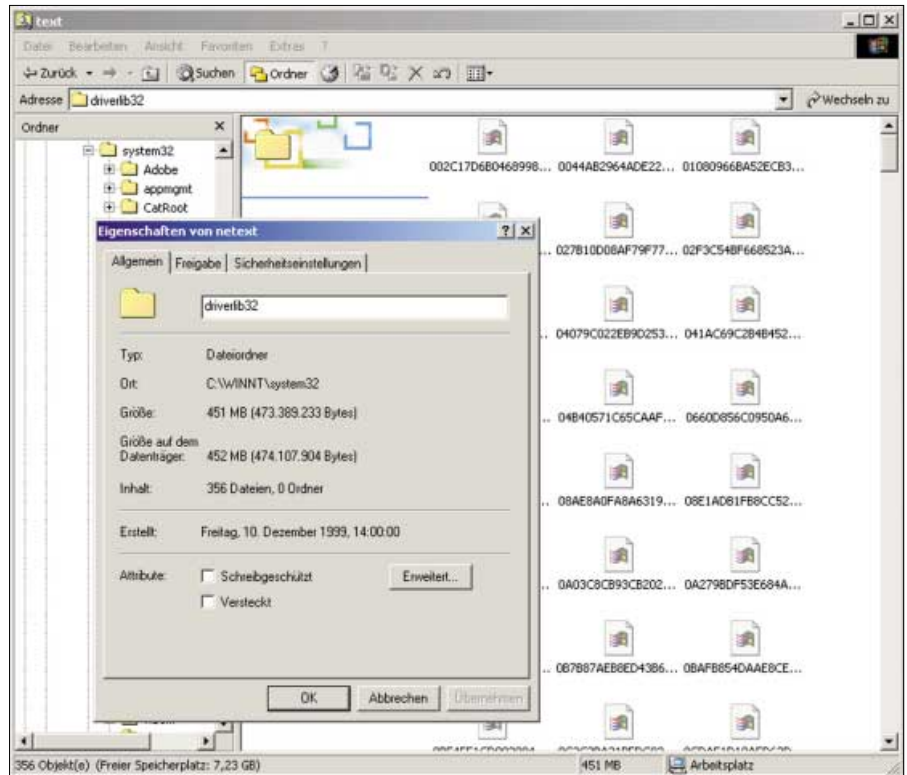 text
Datei Bearbeiten Ansicht Favoriten Extras ?
Zurück Suchen Ordner
Adresse driverlib32 Wechseln zu
Ordner
system32
Adobe
appmgmt
CatRoot
002C17D6B0468998... 0044AB2964ADE22... 01080966BA52ECB3...
... 027B10D08AF79F77... 02F3C54BF668523A...
.. 04079C022EB9D253... 041AC69C2B4B452...
.. 04B40571C65CAAF... 0660D856C0950A6...
.. 08AE8A0FA8A6319... 08E1ADB1FB8CC52...
.. 0A03C8CB93CB202... 0A279BDF53E684A...
.. 0B7B87AEB8ED43B6... 0BAFB854DAAE8CE...
Eigenschaften von netext
Allgemein Freigabe Sicherheitseinstellungen
driverlib32
Typ: Dateiordner
Ort: C:\WINNT\system32
Größe: 451 MB (473.389.233 Bytes)
Größe auf dem
Datenträger: 452 MB (474.107.904 Bytes)
Inhalt: 356 Dateien, 0 Ordner
Erstellt: Freitag, 10. Dezember 1999, 14:00:00
Attribute: Schreibgeschützt Erweitert...
Versteckt
OK Abbrechen Übernehmen
356 Objekt(e) (Freier Speicherplatz: 7,23 GB) 451 MB Arbeitsplatz